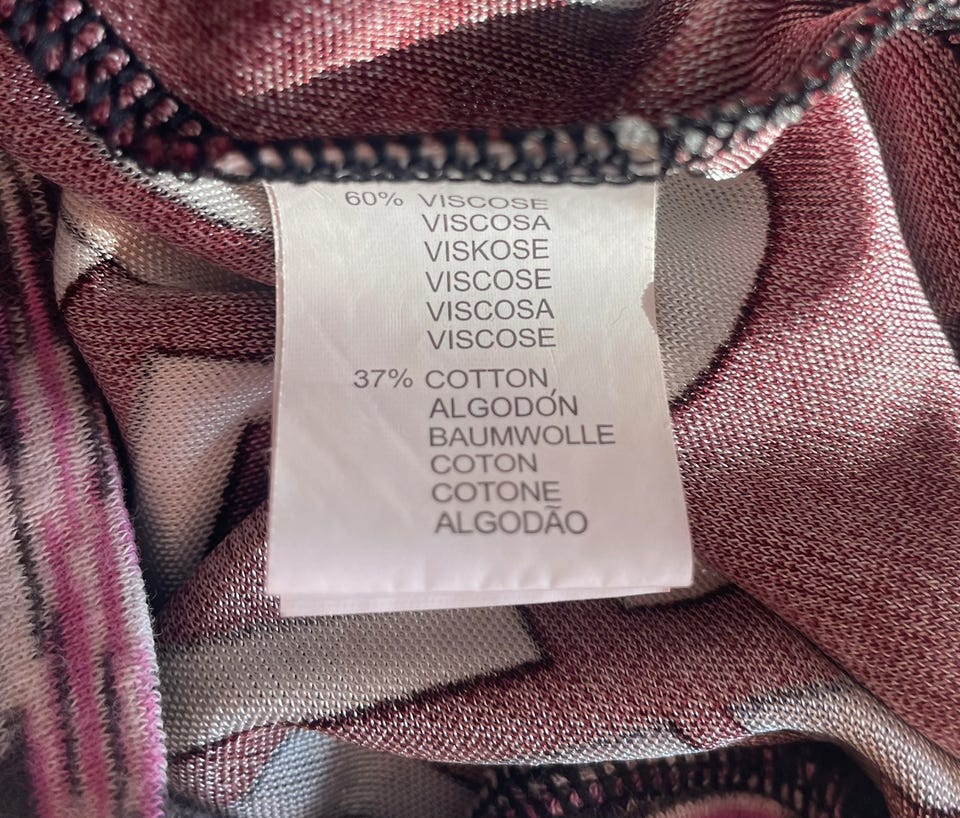 60% VISCOSE
VISCOSA
VISKOSE
VISCOSE
VISCOSA
VISCOSE
37% COTTON
ALGODÓN
BAUMWOLLE
COTON
COTONE
ALGODÃO